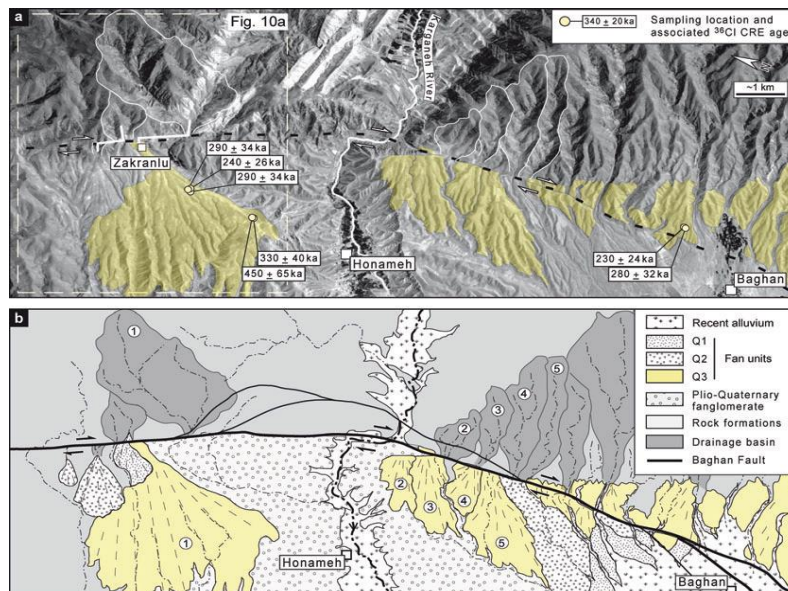 a
Fig. 10a
Karganeh River
340 ± 20 ka
Sampling location and
associated ³⁶Cl CRE age
~1 km
Zakranlu
290 ± 34 ka
240 ± 26 ka
290 ± 34 ka
330 ± 40 ka
450 ± 65 ka
Honameh
230 ± 24 ka
280 ± 32 ka
Baghan
b
1
2
3
4
5
Recent alluvium
Q1
Q2
Fan units
Q3
Plio-Quaternary
fanglomerate
Rock formations
Drainage basin
Baghan Fault
2
3
4
5
1
Honameh
Baghan